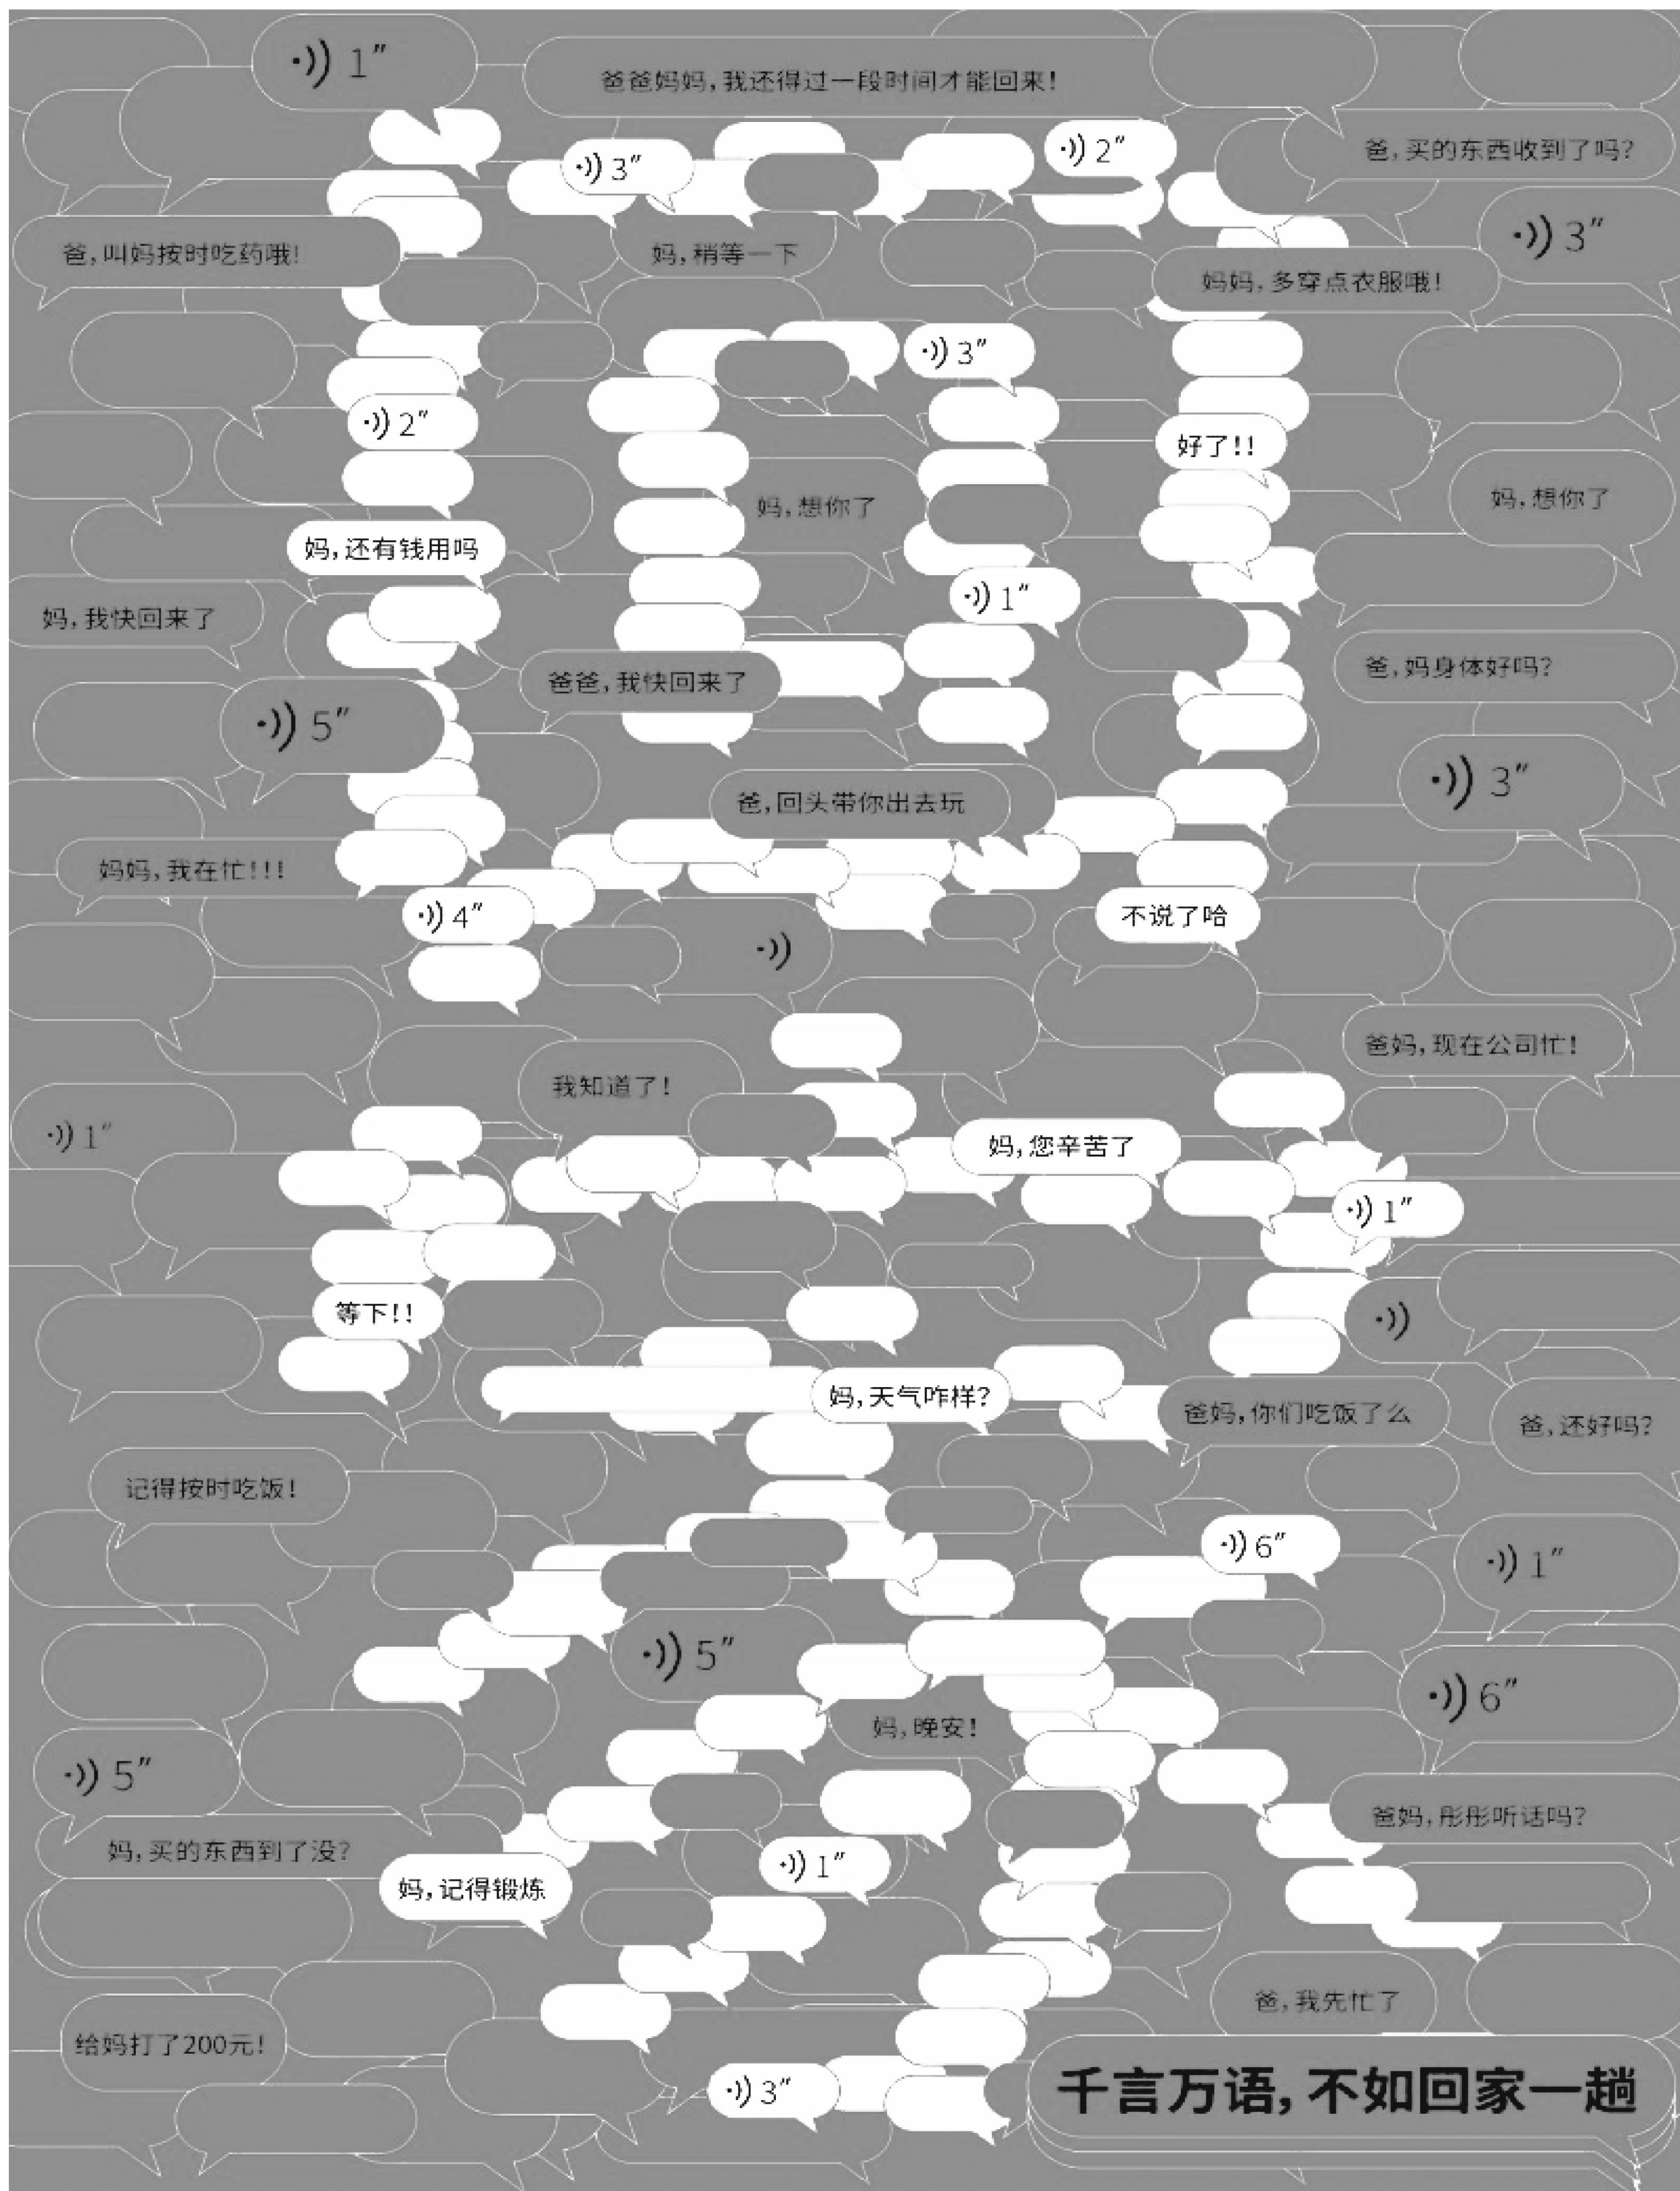 1″
爸爸妈妈，我还得过一段时间才能回来！
2″
爸，买的东西收到了吗？
3″
3″
爸，叫妈按时吃药哦！
妈，稍等一下
妈妈，多穿点衣服哦！
3″
2″
好了！！
妈，想你了
妈，想你了
妈，还有钱用吗
1″
妈，我快回来了
爸，妈身体好吗？
爸爸，我快回来了
5″
3″
爸，回头带你出去玩
妈妈，我在忙！！！
4″
不说了哈
爸妈，现在公司忙！
我知道了！
1″
妈，您辛苦了
1″
等下！！
妈，天气咋样？
爸妈，你们吃饭了么
爸，还好吗？
记得按时吃饭！
6″
1″
5″
6″
妈，晚安！
5″
爸妈，彤彤听话吗？
妈，买的东西到了没？
1″
妈，记得锻炼
爸，我先忙了
给妈打了200元！
3″
千言万语，不如回家一趟
回家